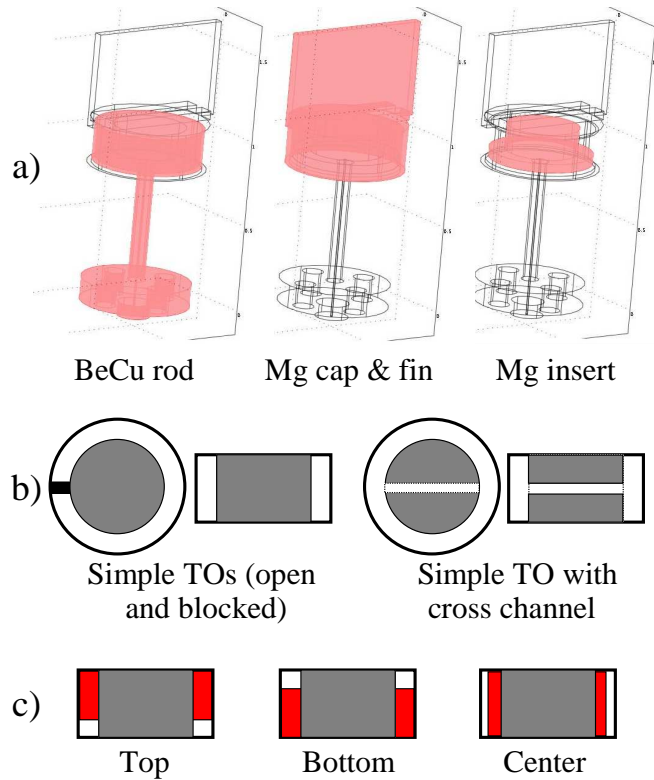 a)
BeCu rod
Mg cap & fin
Mg insert
b)
Simple TOs (open
and blocked)
Simple TO with
cross channel
c)
Top
Bottom
Center